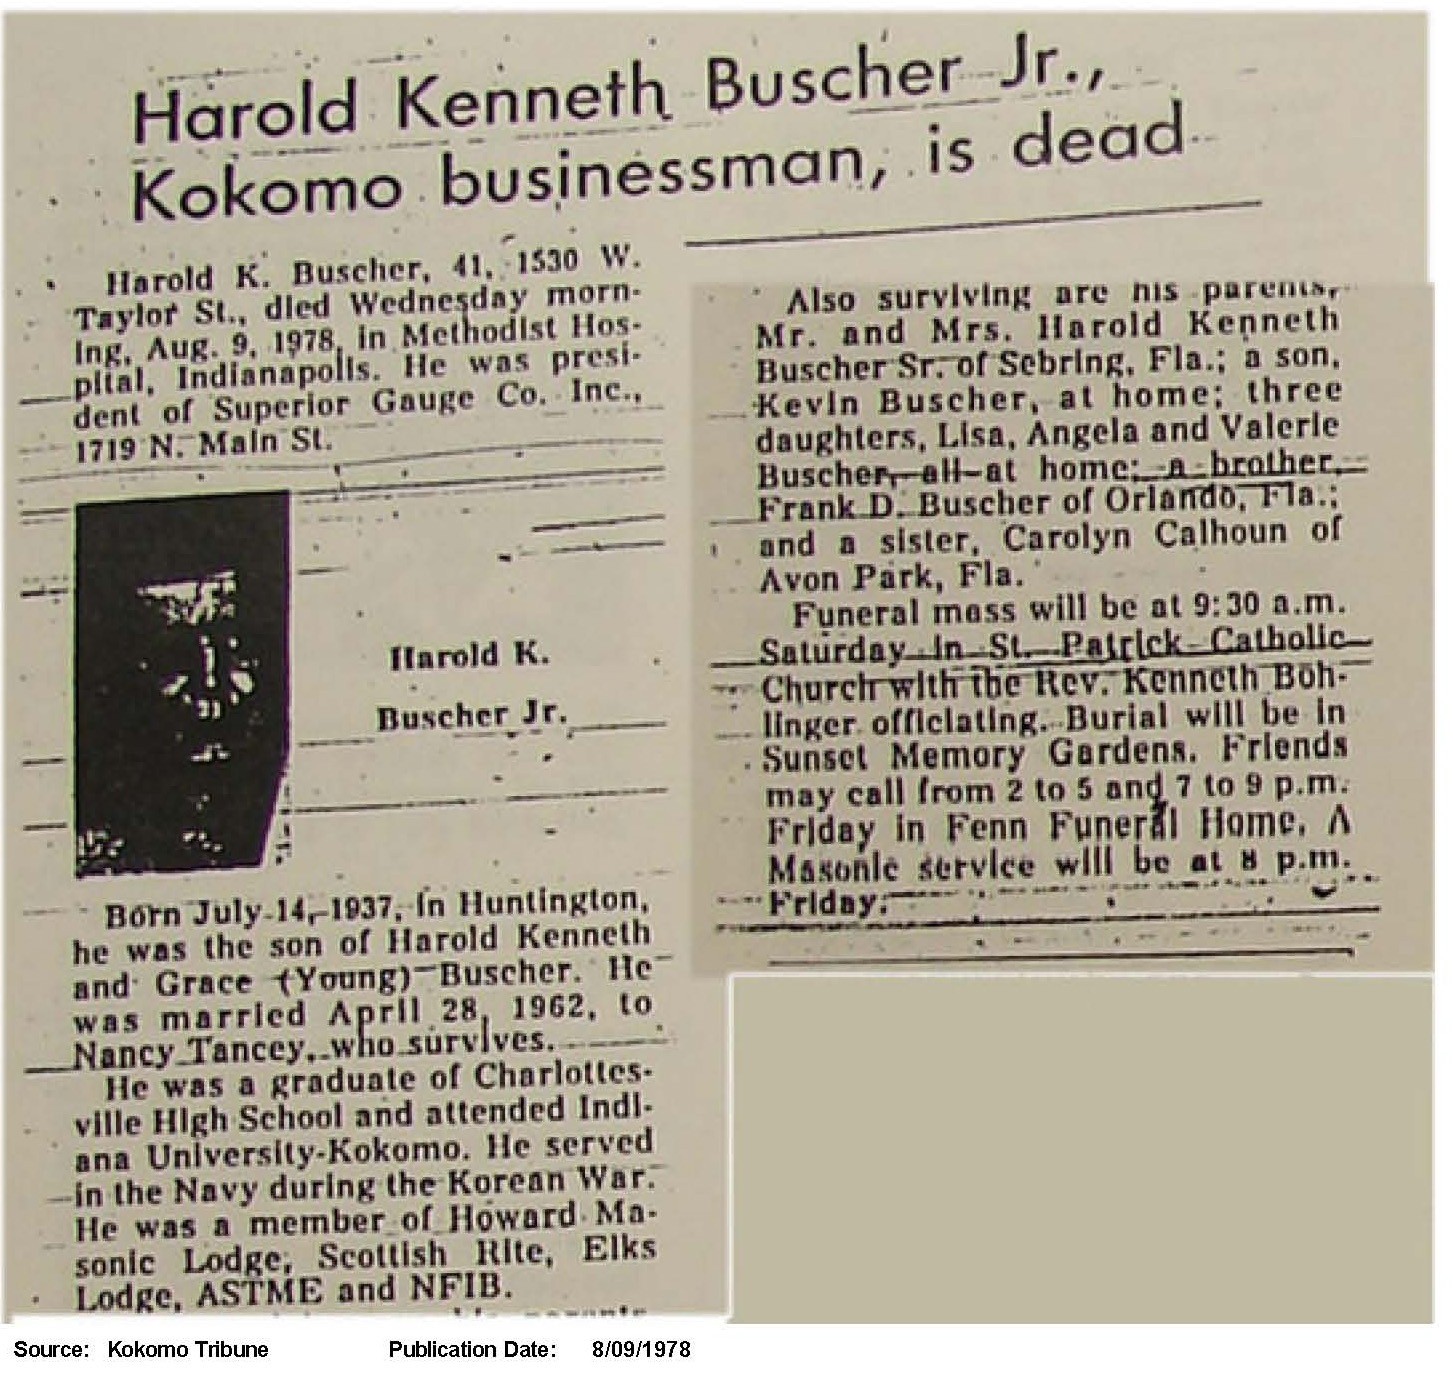 Harold Kenneth Buscher Jr.,
Kokomo businessman, is dead
Harold K. Buscher, 41, 1530 W.
Taylor St., died Wednesday morn-
ing, Aug. 9, 1978, in Methodist Hos-
pital, Indianapolis. He was presi-
dent of Superior Gauge Co. Inc.,
1719 N. Main St.
Harold K.
Buscher Jr.
Born July 14, 1937, in Huntington,
he was the son of Harold Kenneth
and Grace (Young) Buscher. He
was married April 28, 1962, to
Nancy Tancey, who survives.
He was a graduate of Charlottes-
ville High School and attended Indi-
ana University-Kokomo. He served
in the Navy during the Korean War.
He was a member of Howard Ma-
sonic Lodge, Scottish Rite, Elks
Lodge, ASTME and NFIB.
Also surviving are his parents,
Mr. and Mrs. Harold Kenneth
Buscher Sr. of Sebring, Fla.; a son,
Kevin Buscher, at home; three
daughters, Lisa, Angela and Valerie
Buscher, all at home; a brother,
Frank D. Buscher of Orlando, Fla.;
and a sister, Carolyn Calhoun of
Avon Park, Fla.
Funeral mass will be at 9:30 a.m.
Saturday in St. Patrick Catholic
Church with the Rev. Kenneth Boh-
linger officiating. Burial will be in
Sunset Memory Gardens. Friends
may call from 2 to 5 and 7 to 9 p.m.
Friday in Fenn Funeral Home. A
Masonic service will be at 8 p.m.
Friday.
Source: Kokomo Tribune Publication Date: 8/09/1978